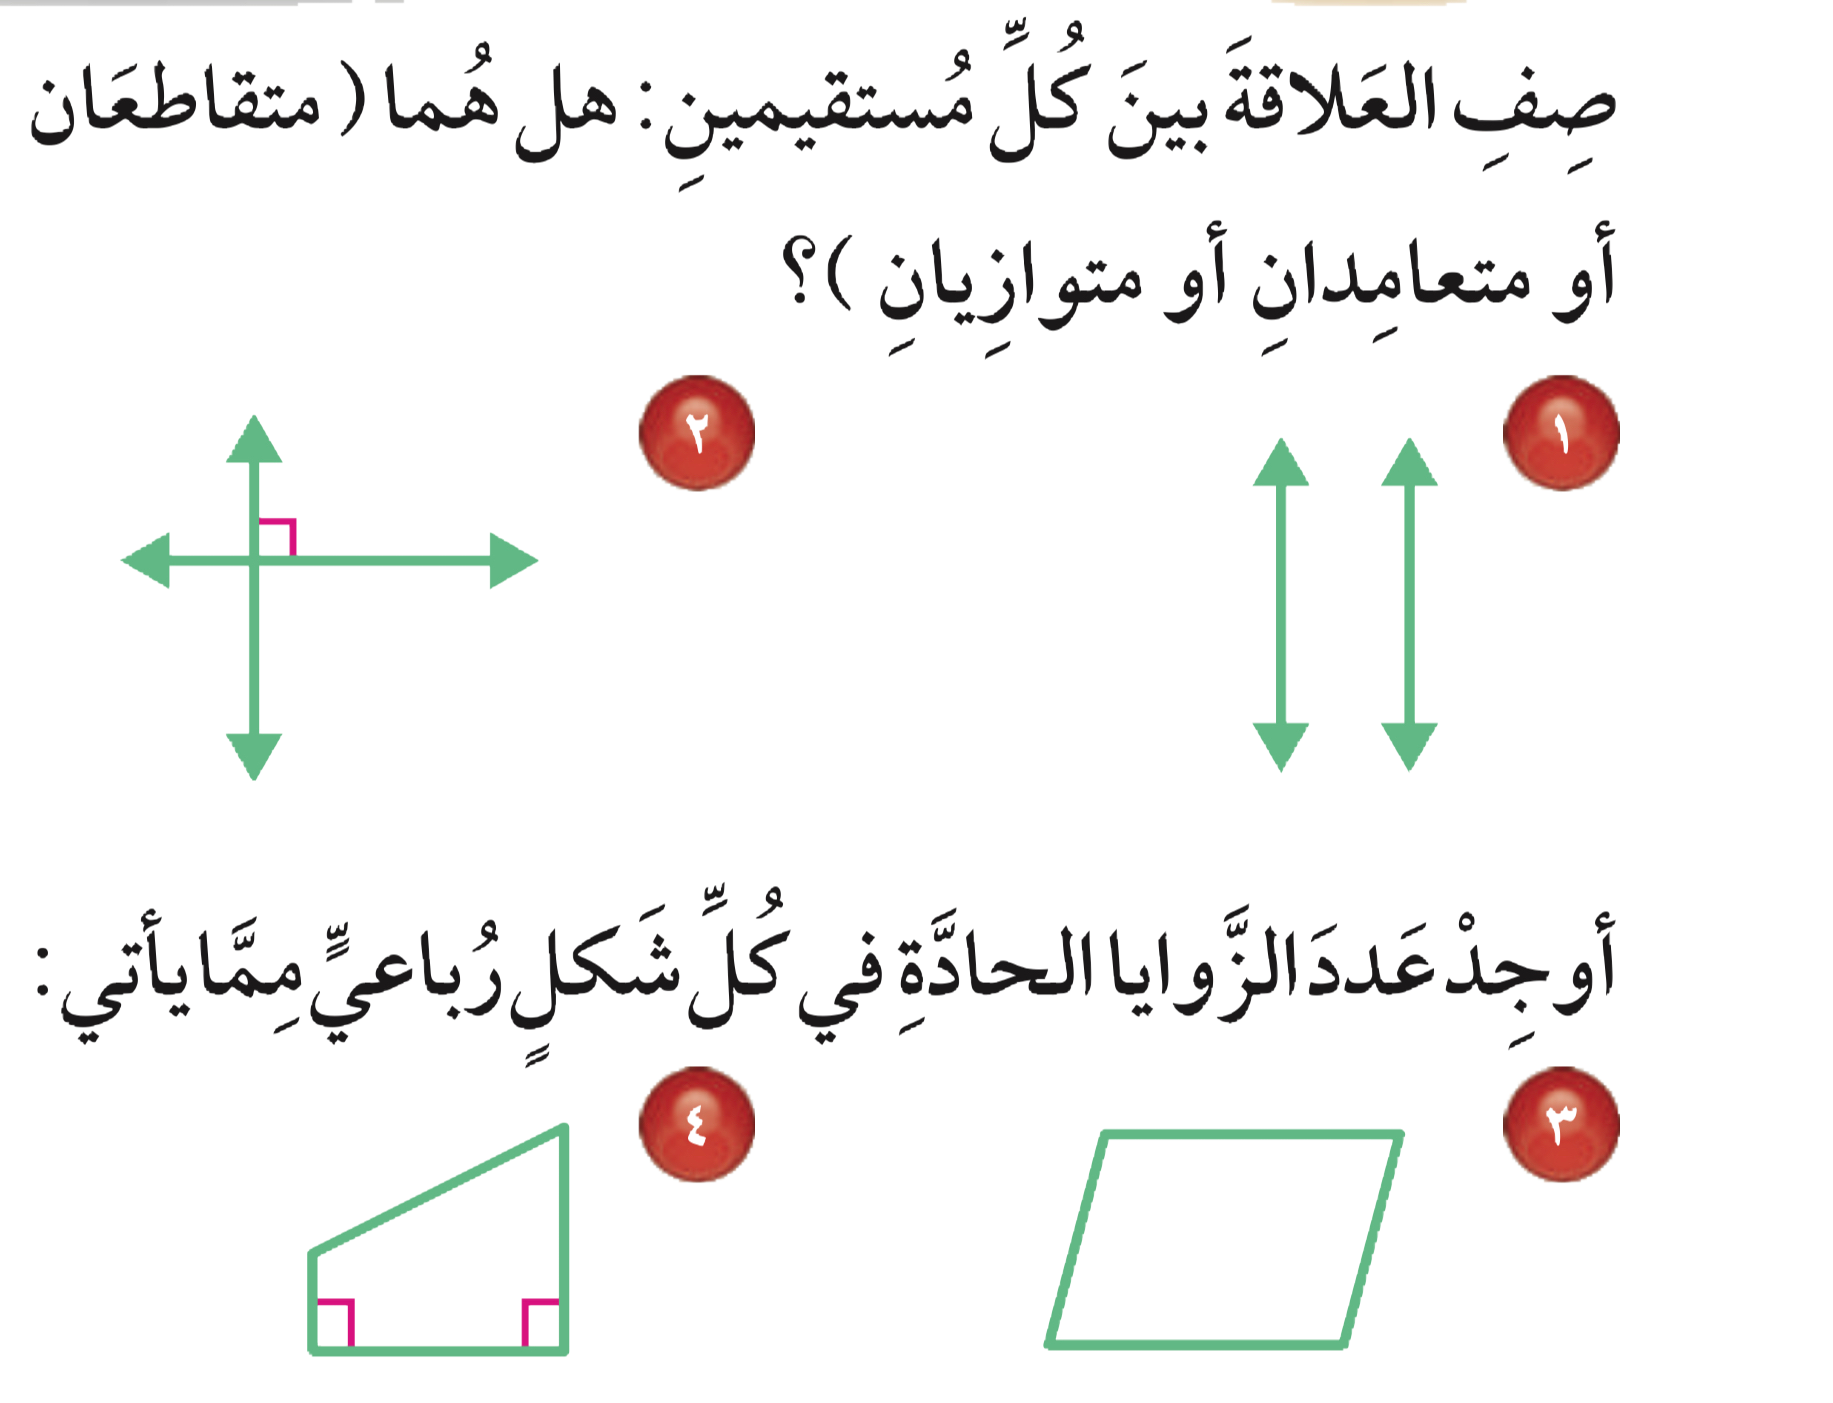 صِفِ العَلاقةَ بينَ كُلِّ مُستقيمينِ: هل هُما ( متقاطعَان
أو متعامِدانِ أو متوازِيانِ )؟
١
٢
أوجِدْ عَددَ الزَّوايا الحادَّةِ في كُلِّ شَكلٍ رُباعيٍّ مِمَّا يأتي:
٣
٤